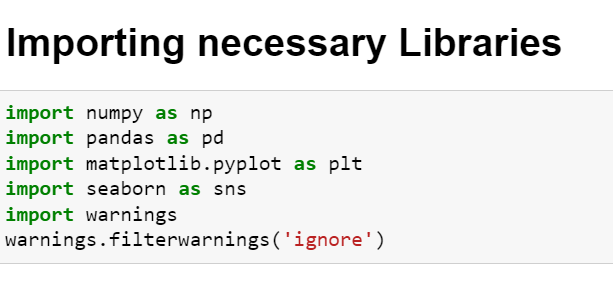 Importing necessary Libraries
import numpy as np
import pandas as pd
import matplotlib.pyplot as plt
import seaborn as sns
import warnings
warnings.filterwarnings('ignore')